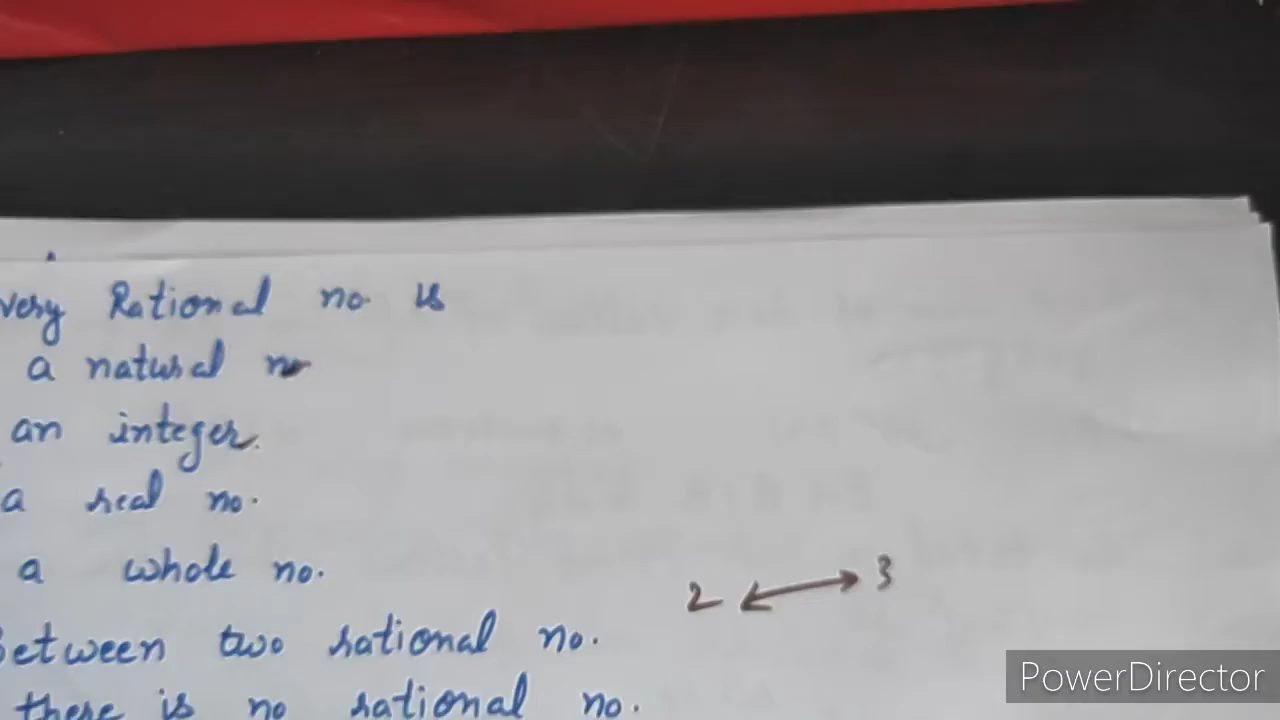 very Rational no. is
a natural no
an integer.
a real no.
a whole no.
2 ↔ 3
Between two rational no.
there is no rational no.
PowerDirector